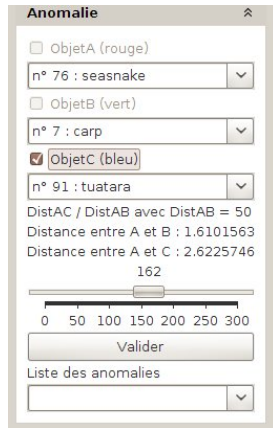 Anomalie
ObjetA (rouge)
n° 76 : seasnake
ObjetB (vert)
n° 7 : carp
ObjetC (bleu)
n° 91 : tuatara
DistAC / DistAB avec DistAB = 50
Distance entre A et B : 1.6101563
Distance entre A et C : 2.6225746
162
0 50 100 150 200 250 300
Valider
Liste des anomalies